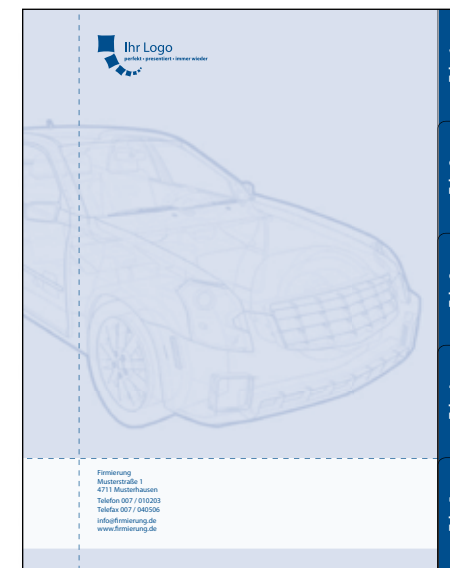 Ihr Logo
perfekt • presentiert • immer wieder
Firmierung
Musterstraße 1
4711 Musterhausen
Telefon 007 / 010203
Telefax 007 / 040506
info@firmierung.de
www.firmierung.de